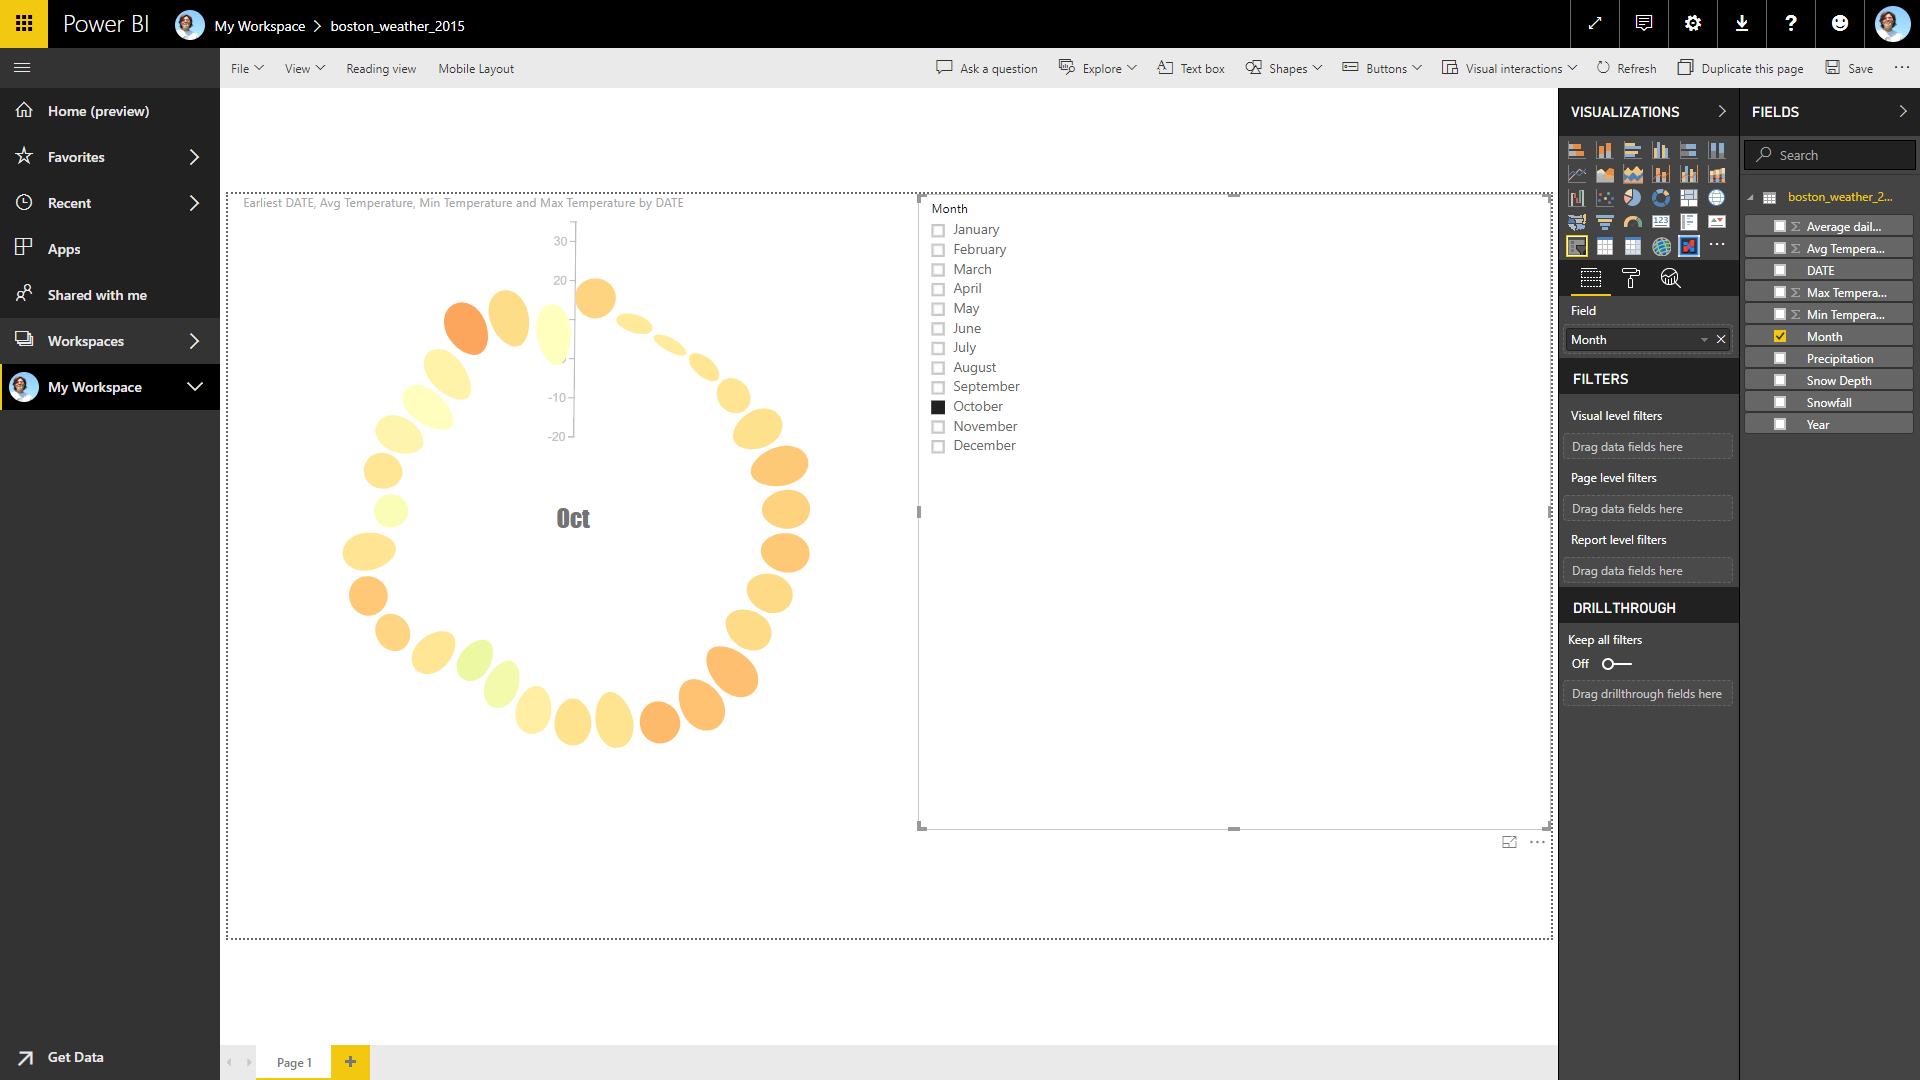 Power BI
My Workspace
boston_weather_2015
File
View
Reading view
Mobile Layout
Ask a question
Explore
Text box
Shapes
Buttons
Visual interactions
Refresh
Duplicate this page
Save
Home (preview)
Favorites
Recent
Apps
Shared with me
Workspaces
My Workspace
Get Data
Earliest DATE, Avg Temperature, Min Temperature and Max Temperature by DATE
30
20
-10
-20
Oct
Month
January
February
March
April
May
June
July
August
September
October
November
December
Page 1
VISUALIZATIONS
123
Field
Month
FILTERS
Visual level filters
Drag data fields here
Page level filters
Drag data fields here
Report level filters
Drag data fields here
DRILLTHROUGH
Keep all filters
Off
Drag drillthrough fields here
FIELDS
Search
boston_weather_2...
Average dail...
Avg Tempera...
DATE
Max Tempera...
Min Tempera...
Month
Precipitation
Snow Depth
Snowfall
Year